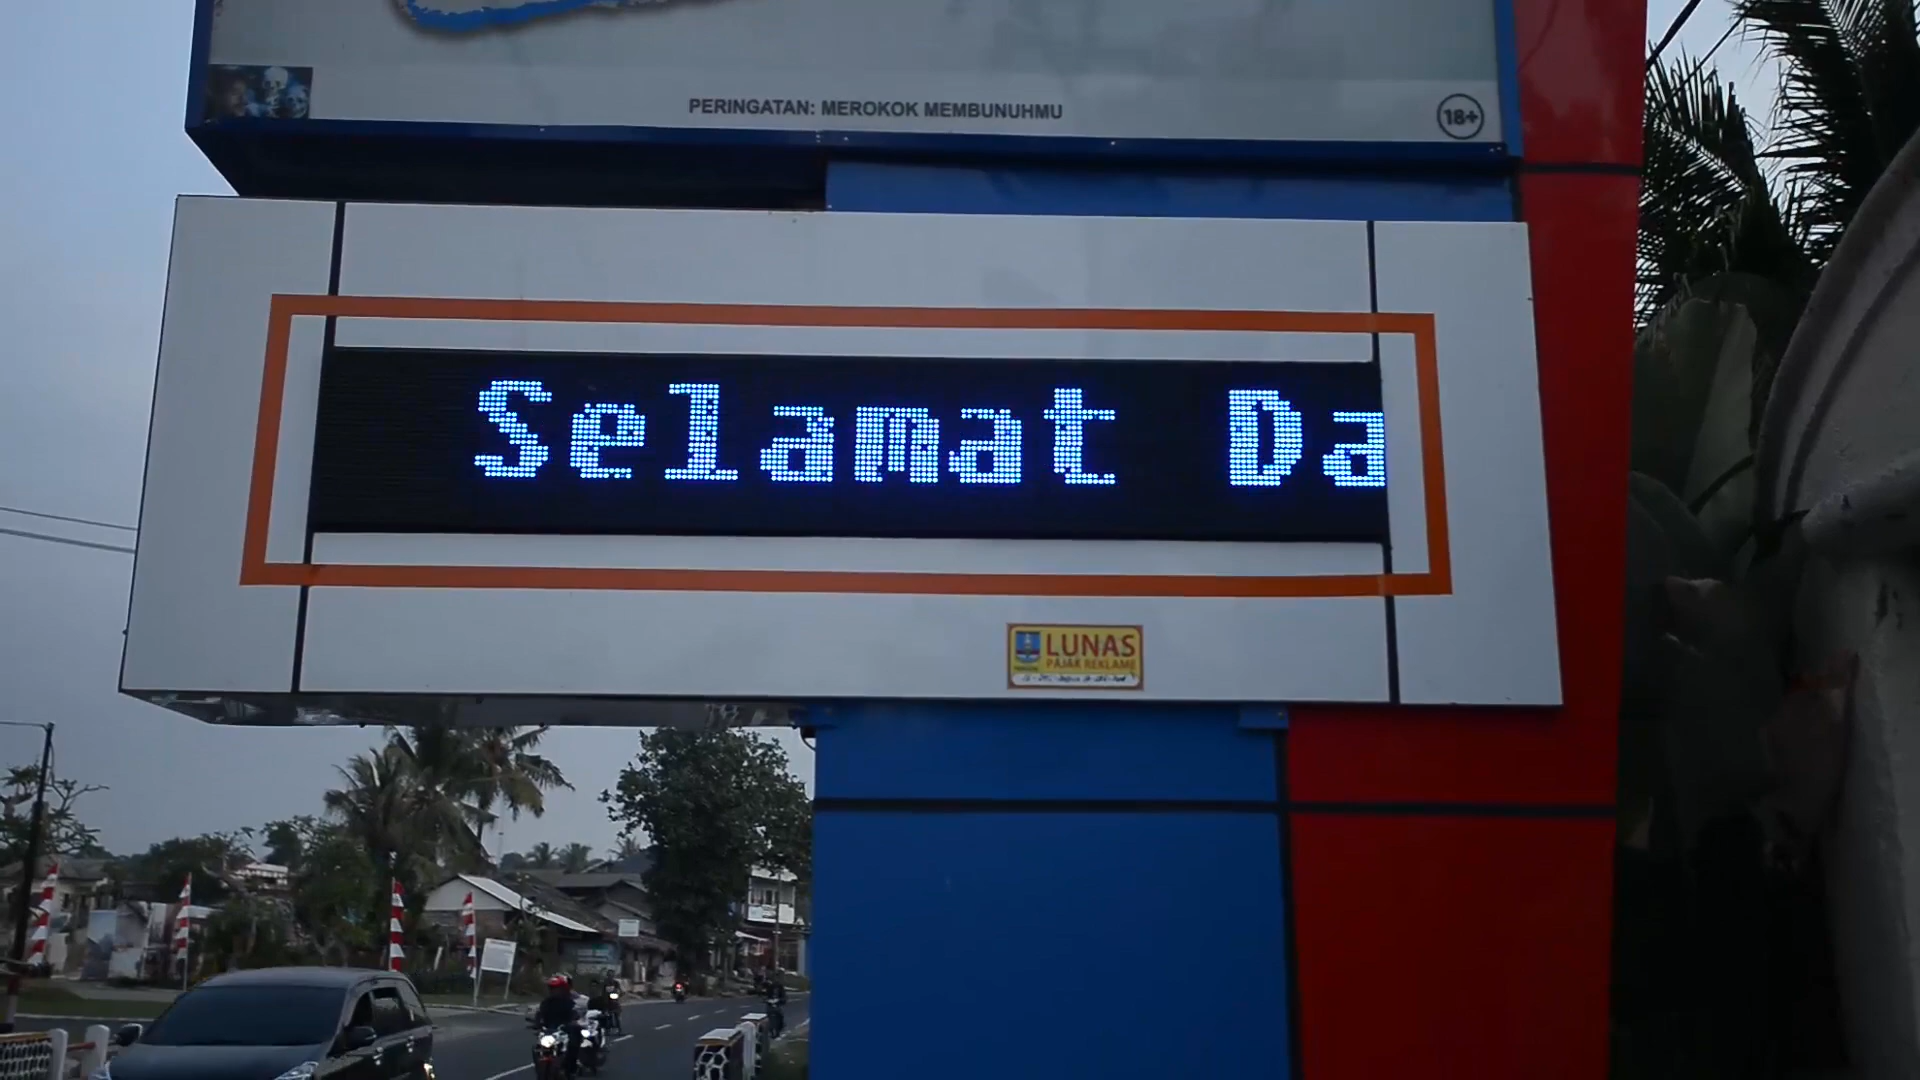 PERINGATAN: MEROKOK MEMBUNUHMU
18+
Selamat Da
LUNAS
PAJAK REKLAME